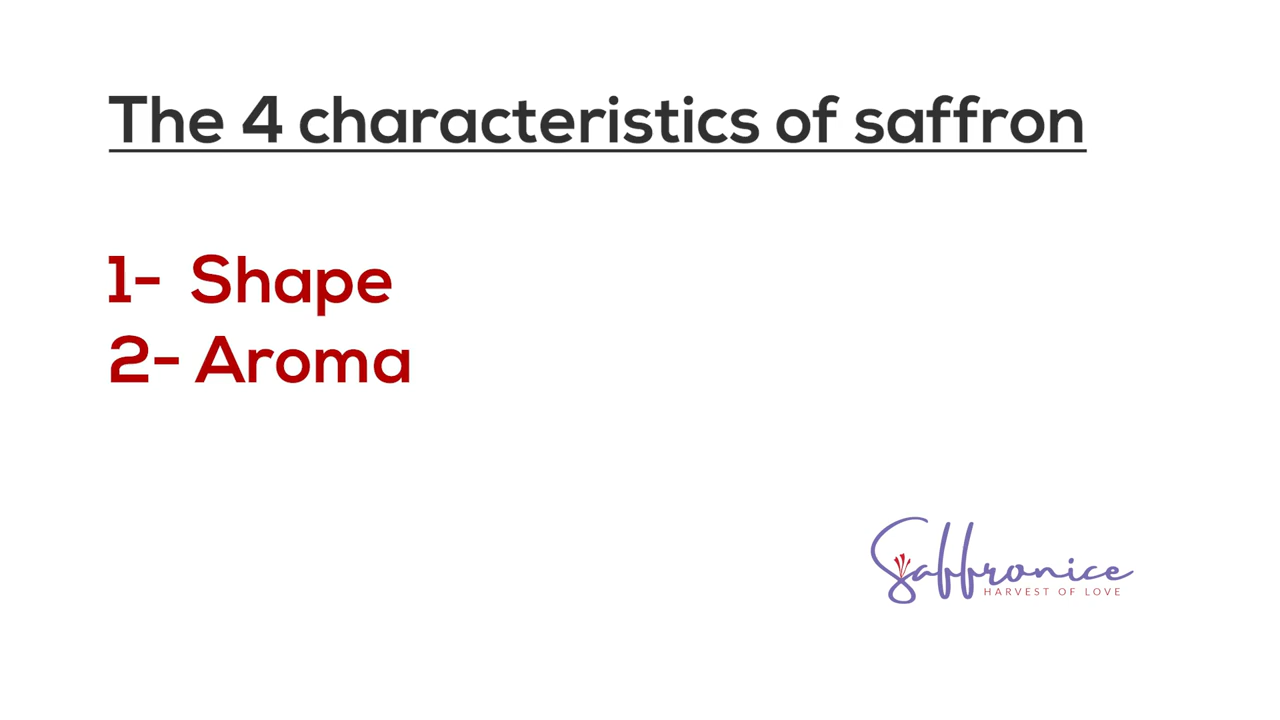 The 4 characteristics of saffron
1- Shape
2- Aroma
Saffronice
HARVEST OF LOVE